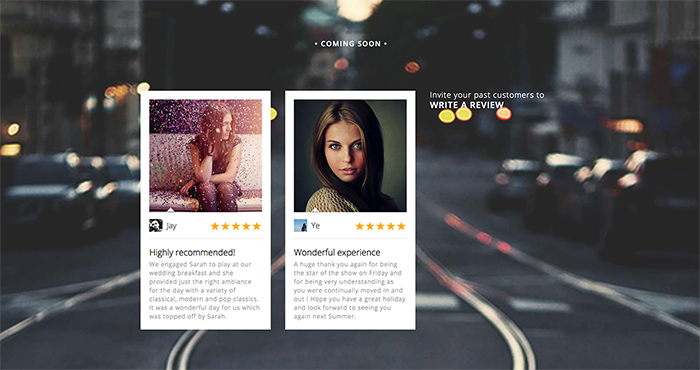 • COMING SOON •
Invite your past customers to
WRITE A REVIEW
Jay
Highly recommended!
We engaged Sarah to play at our
wedding breakfast and she
provided just the right ambiance
for the day with a variety of
classical, modern and pop classics.
It was a wonderful day for us which
was topped off by Sarah.
Ye
Wonderful experience
A huge thank you again for being
the star of the show on Friday and
for being very understanding as
you were continually moved in and
out ! Hope you have a great holiday
and look forward to seeing you
again next Summer.